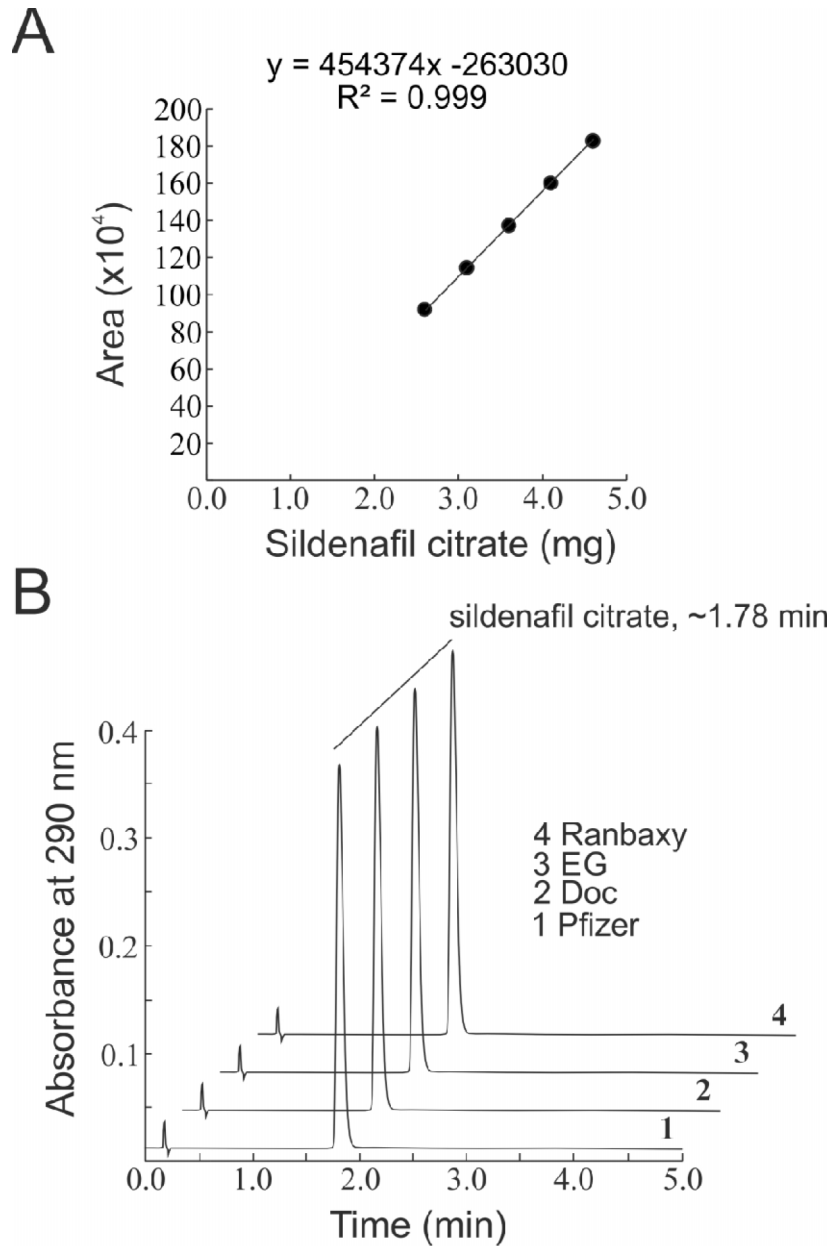 A
y = 454374x -263030
R² = 0.999
200
180
160
140
120
100
80
60
40
20
Area (x10⁴)
0.0 1.0 2.0 3.0 4.0 5.0
Sildenafil citrate (mg)
B
sildenafil citrate, ~1.78 min
0.4
0.3
0.2
0.1
Absorbance at 290 nm
4 Ranbaxy
3 EG
2 Doc
1 Pfizer
4
3
2
1
0.0 1.0 2.0 3.0 4.0 5.0
Time (min)